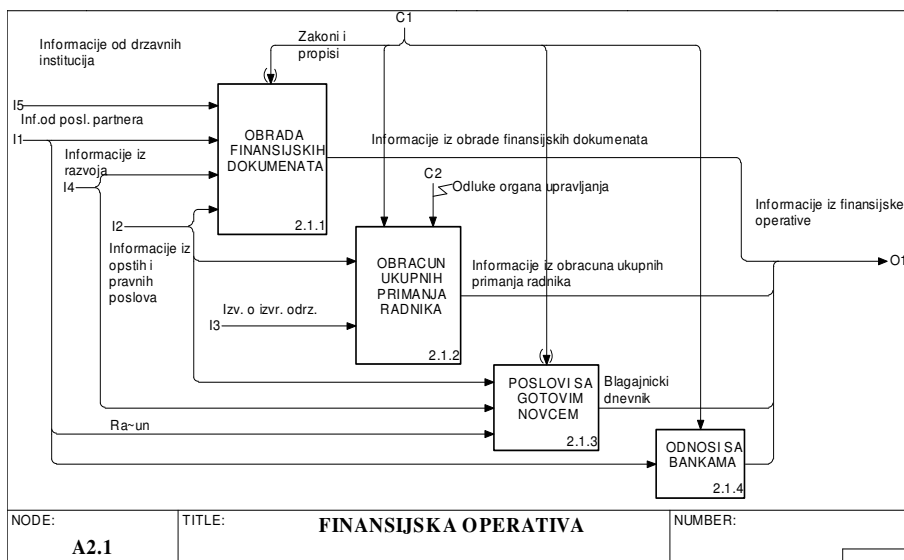 C1
Zakoni i
propisi
Informacije od drzavnih
institucija
I5
Inf.od posl. partnera
I1
OBRADA
FINANSIJSKIH
DOKUMENATA
2.1.1
Informacije iz obrade finansijskih dokumenata
Informacije iz
razvoja
I4
C2
Odluke organa upravljanja
I2
Informacije iz
opstih i
pravnih
poslova
Informacije iz finansijske
operative
O1
OBRACUN
UKUPNIH
PRIMANJA
RADNIKA
2.1.2
Informacije iz obracuna ukupnih
primanja radnika
Izv. o izvr. odrz.
I3
POSLOVI SA
GOTOVIM
NOVCEM
2.1.3
Blagajnicki
dnevnik
Ra~un
ODNOSI SA
BANKAMA
2.1.4
NODE:
A2.1
TITLE:
FINANSIJSKA OPERATIVA
NUMBER: